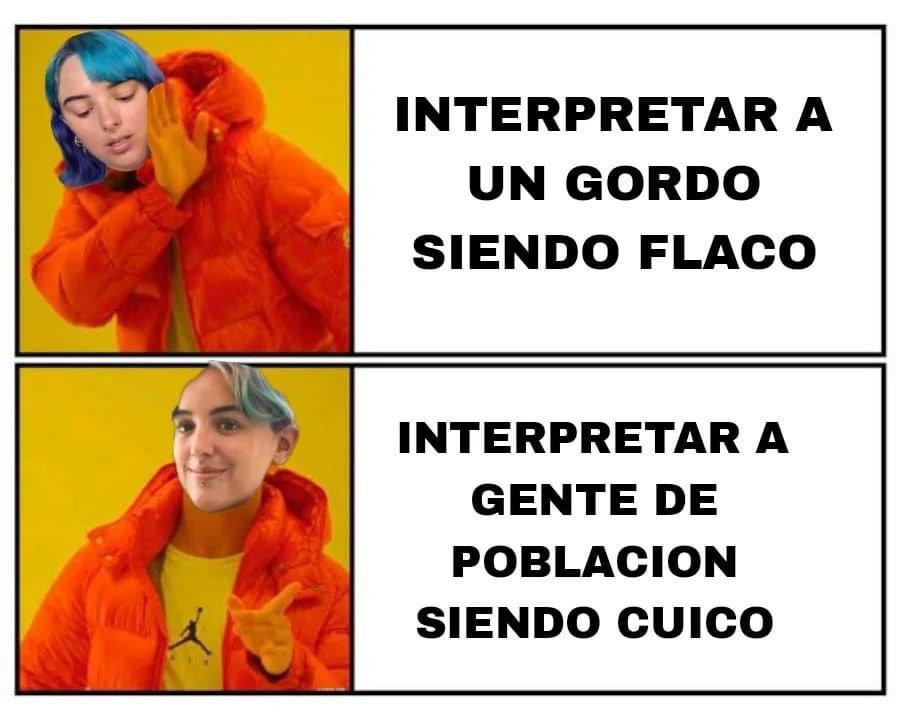 INTERPRETAR A
UN GORDO
SIENDO FLACO
INTERPRETAR A
GENTE DE
POBLACION
SIENDO CUICO